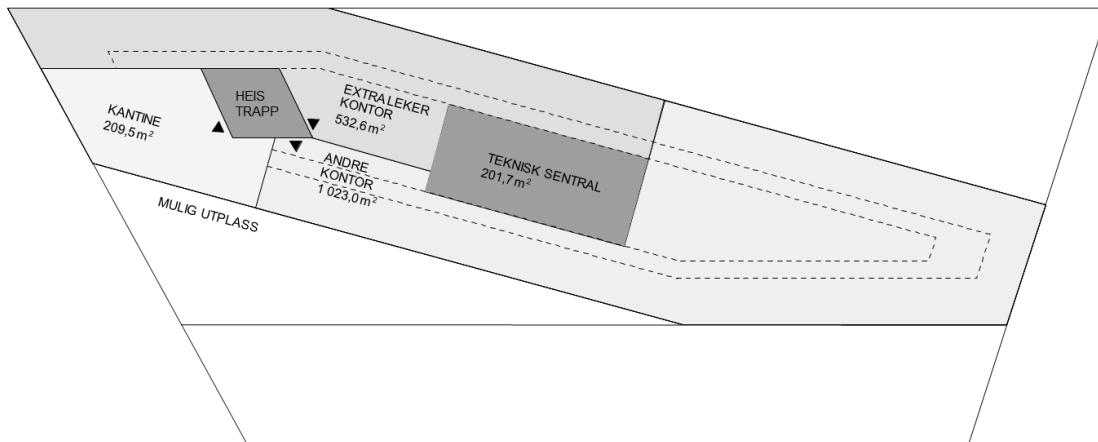 HEIS
TRAPP
EXTRALEKER
KONTOR
532,6 m²
KANTINE
209,5 m²
TEKNISK SENTRAL
201,7 m²
ANDRE
KONTOR
1 023,0 m²
MULIG UTPLASS